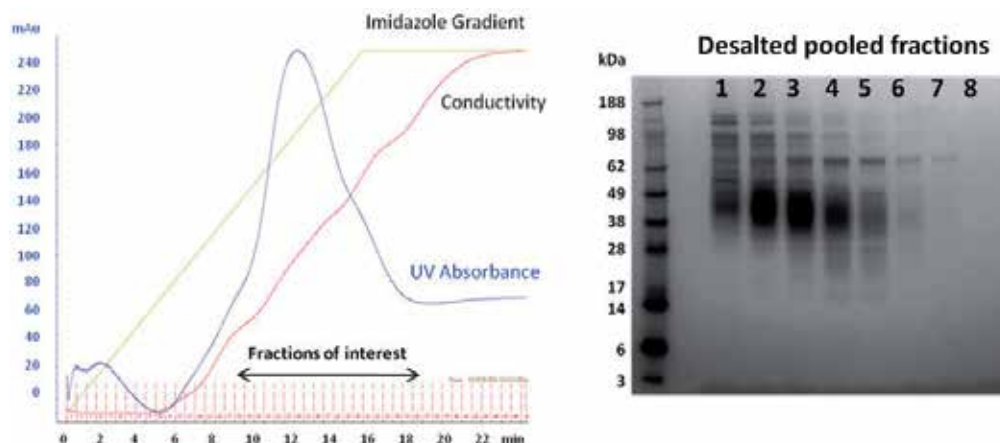 mAu
240
220
200
180
160
140
120
100
80
60
40
20
0
Imidazole Gradient
Conductivity
UV Absorbance
Fractions of interest
0 2 4 6 8 10 12 14 16 18 20 22 min
Desalted pooled fractions
kDa
1 2 3 4 5 6 7 8
188
98
62
49
38
28
17
14
6
3